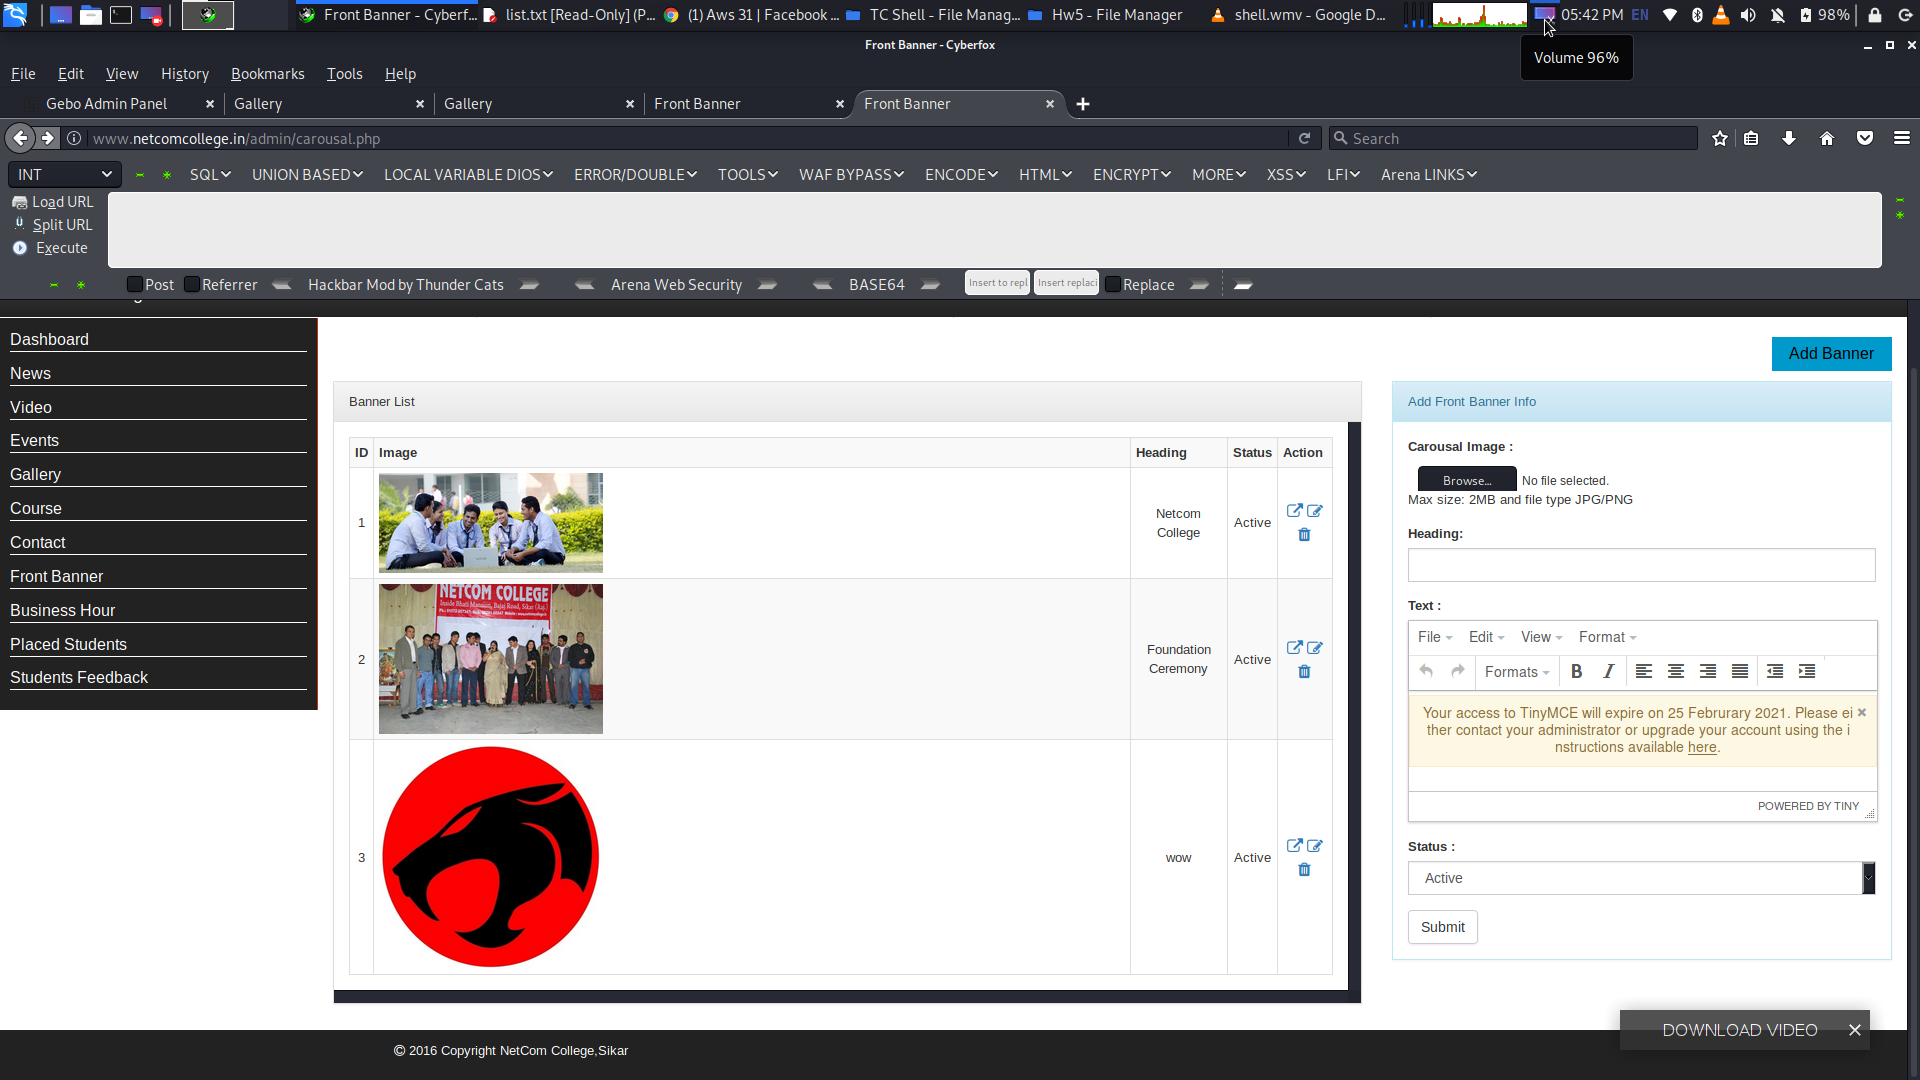 Front Banner - Cyberf...
list.txt [Read-Only] (P...
(1) Aws 31 | Facebook ...
TC Shell - File Manag...
Hw5 - File Manager
shell.wmv - Google D...
05:42 PM
EN
98%
Front Banner - Cyberfox
Volume 96%
File
Edit
View
History
Bookmarks
Tools
Help
Gebo Admin Panel
Gallery
Gallery
Front Banner
Front Banner
www.netcomcollege.in/admin/carousal.php
Search
INT
SQL
UNION BASED
LOCAL VARIABLE DIOS
ERROR/DOUBLE
TOOLS
WAF BYPASS
ENCODE
HTML
ENCRYPT
MORE
XSS
LFI
Arena LINKS
Load URL
Split URL
Execute
Post
Referrer
Hackbar Mod by Thunder Cats
Arena Web Security
BASE64
Insert to repl
Insert replaci
Replace
Dashboard
News
Video
Events
Gallery
Course
Contact
Front Banner
Business Hour
Placed Students
Students Feedback
Add Banner
Banner List
ID
Image
Heading
Status
Action
1
Netcom
College
Active
2
NETCOM COLLEGE
Inside Bhati Mansion, Bajaj Road, Sikar (Raj.)
Foundation
Ceremony
Active
3
wow
Active
Add Front Banner Info
Carousal Image :
Browse...
No file selected.
Max size: 2MB and file type JPG/PNG
Heading:
Text :
File
Edit
View
Format
Formats
B
I
Your access to TinyMCE will expire on 25 Februrary 2021. Please ei
ther contact your administrator or upgrade your account using the i
nstructions available here.
POWERED BY TINY
Status :
Active
Submit
DOWNLOAD VIDEO
© 2016 Copyright NetCom College,Sikar